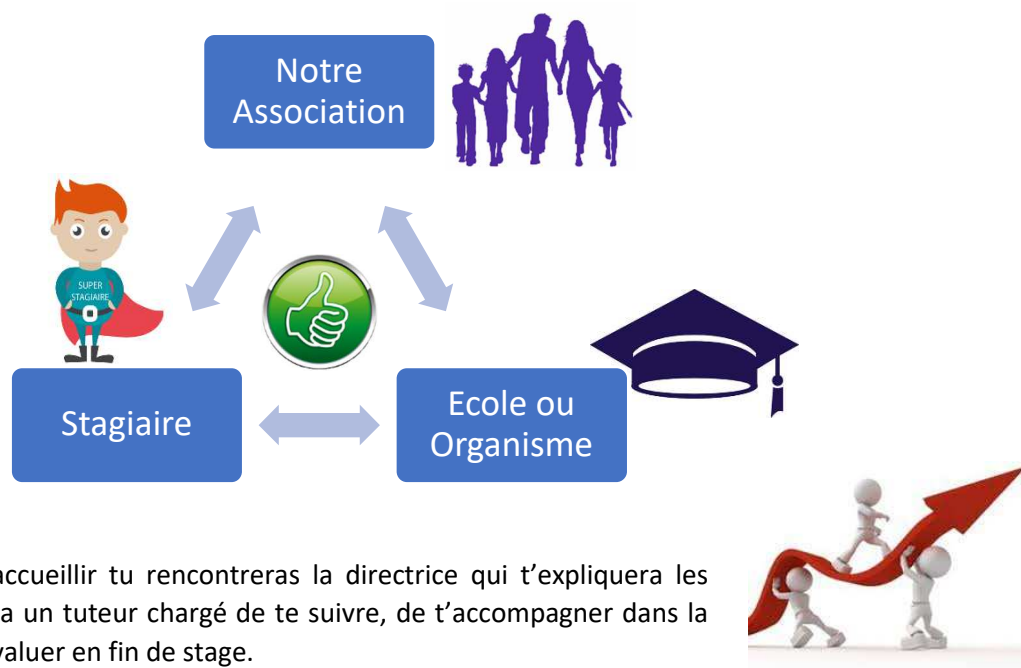 Notre
Association
SUPER
STAGIAIRE
Stagiaire
Ecole ou
Organisme
accueillir tu rencontreras la directrice qui t’expliquera les
a un tuteur chargé de te suivre, de t’accompagner dans la
valuer en fin de stage.